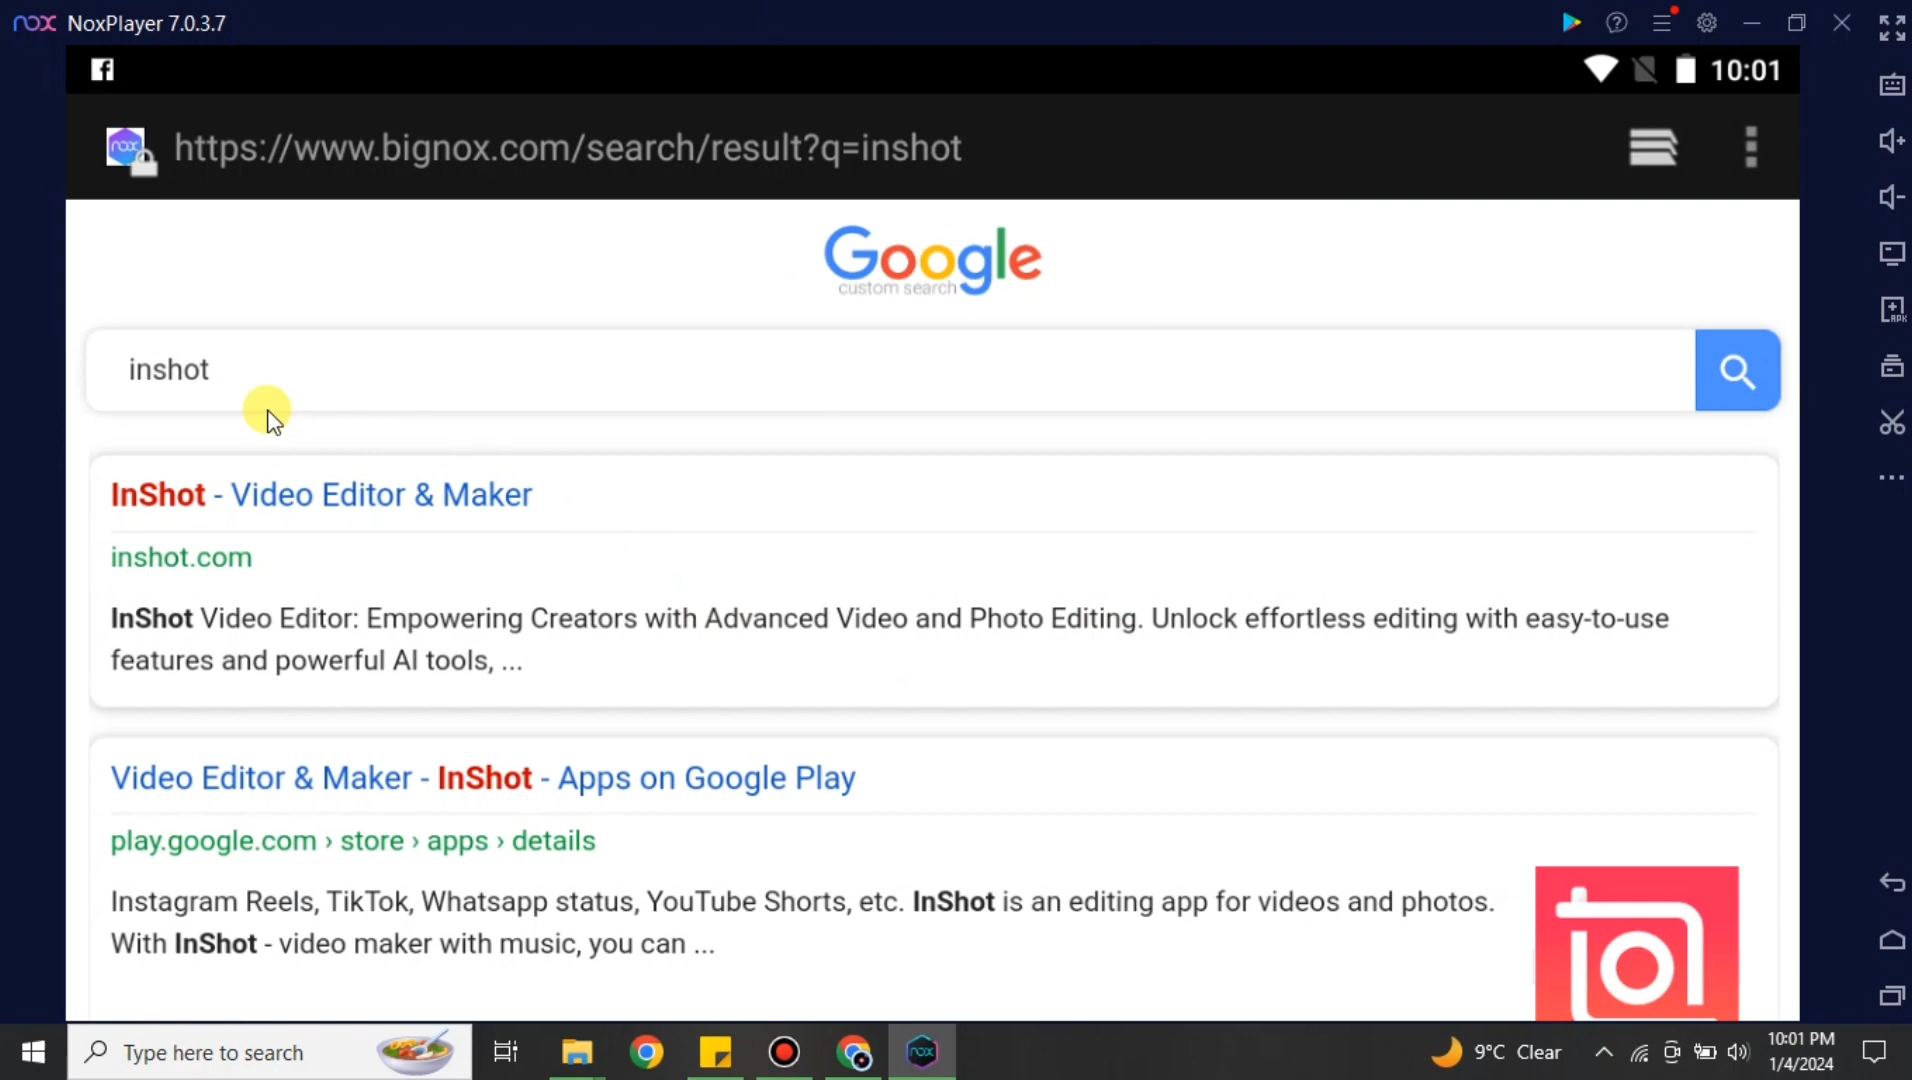 nox NoxPlayer 7.0.3.7
10:01
nox https://www.bignox.com/search/result?q=inshot
Google
custom search
inshot
InShot - Video Editor & Maker
inshot.com
InShot Video Editor: Empowering Creators with Advanced Video and Photo Editing. Unlock effortless editing with easy-to-use
features and powerful AI tools, ...
Video Editor & Maker - InShot - Apps on Google Play
play.google.com › store › apps › details
Instagram Reels, TikTok, Whatsapp status, YouTube Shorts, etc. InShot is an editing app for videos and photos.
With InShot - video maker with music, you can ...
APK
Type here to search
nox
9°C Clear
10:01 PM
1/4/2024